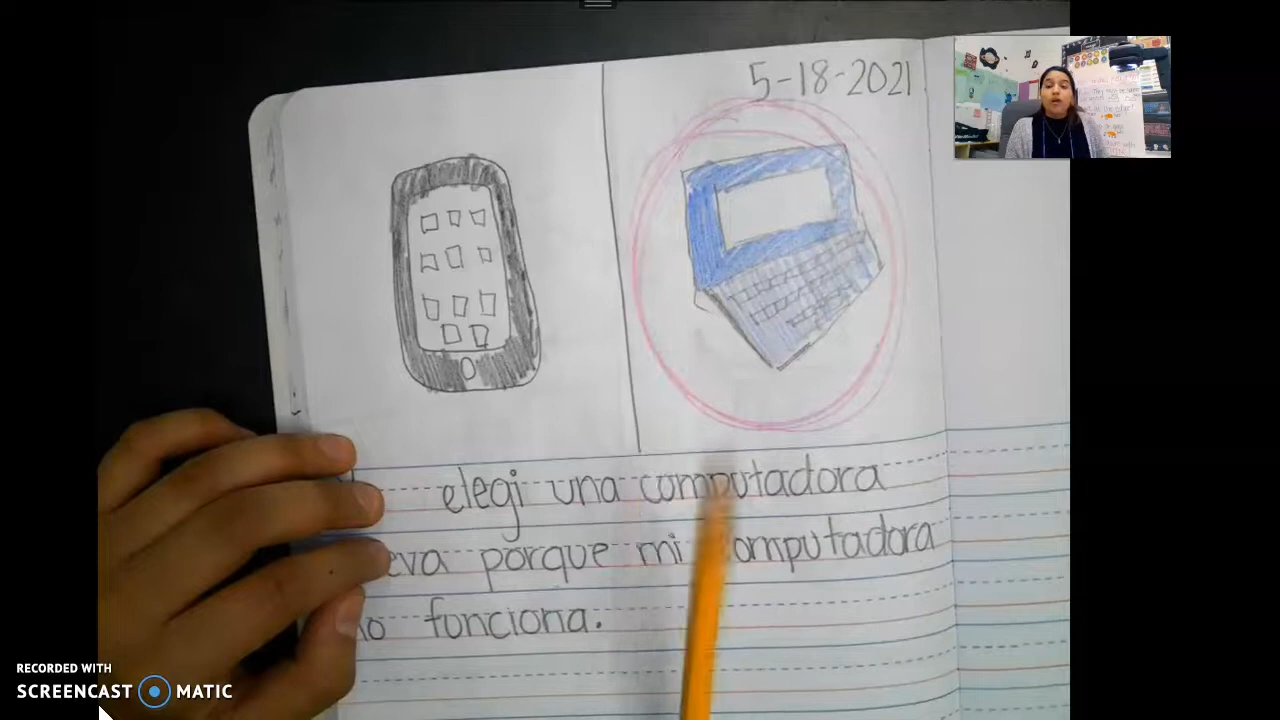 5-18-2021
elegi una computadora
porque mi computadora
funciona.
RECORDED WITH
SCREENCAST MATIC